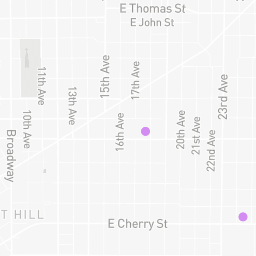 E Thomas St
E John St
11th Ave
10th Ave
Broadway
13th Ave
15th Ave
17th Ave
16th Ave
20th Ave
21st Ave
22nd Ave
23rd Ave
T HILL
E Cherry St